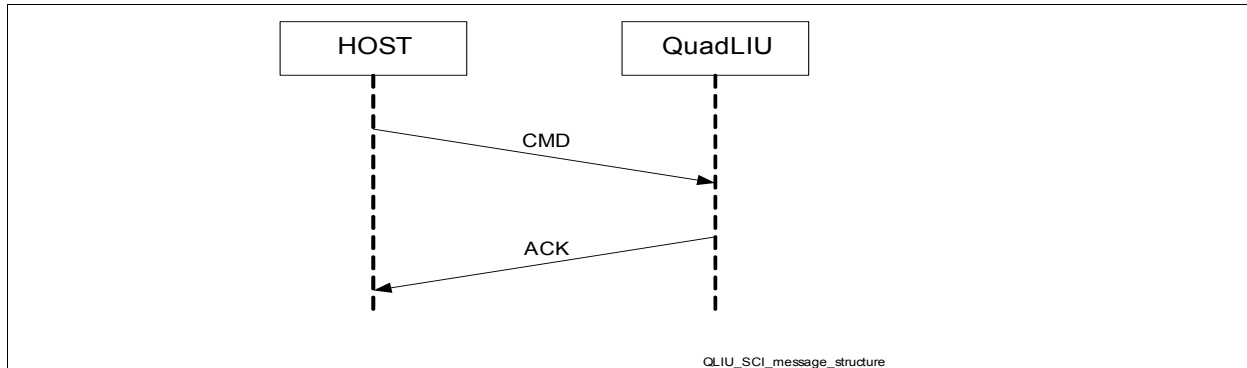 HOST
QuadLIU
CMD
ACK
QLIU_SCI_message_structure